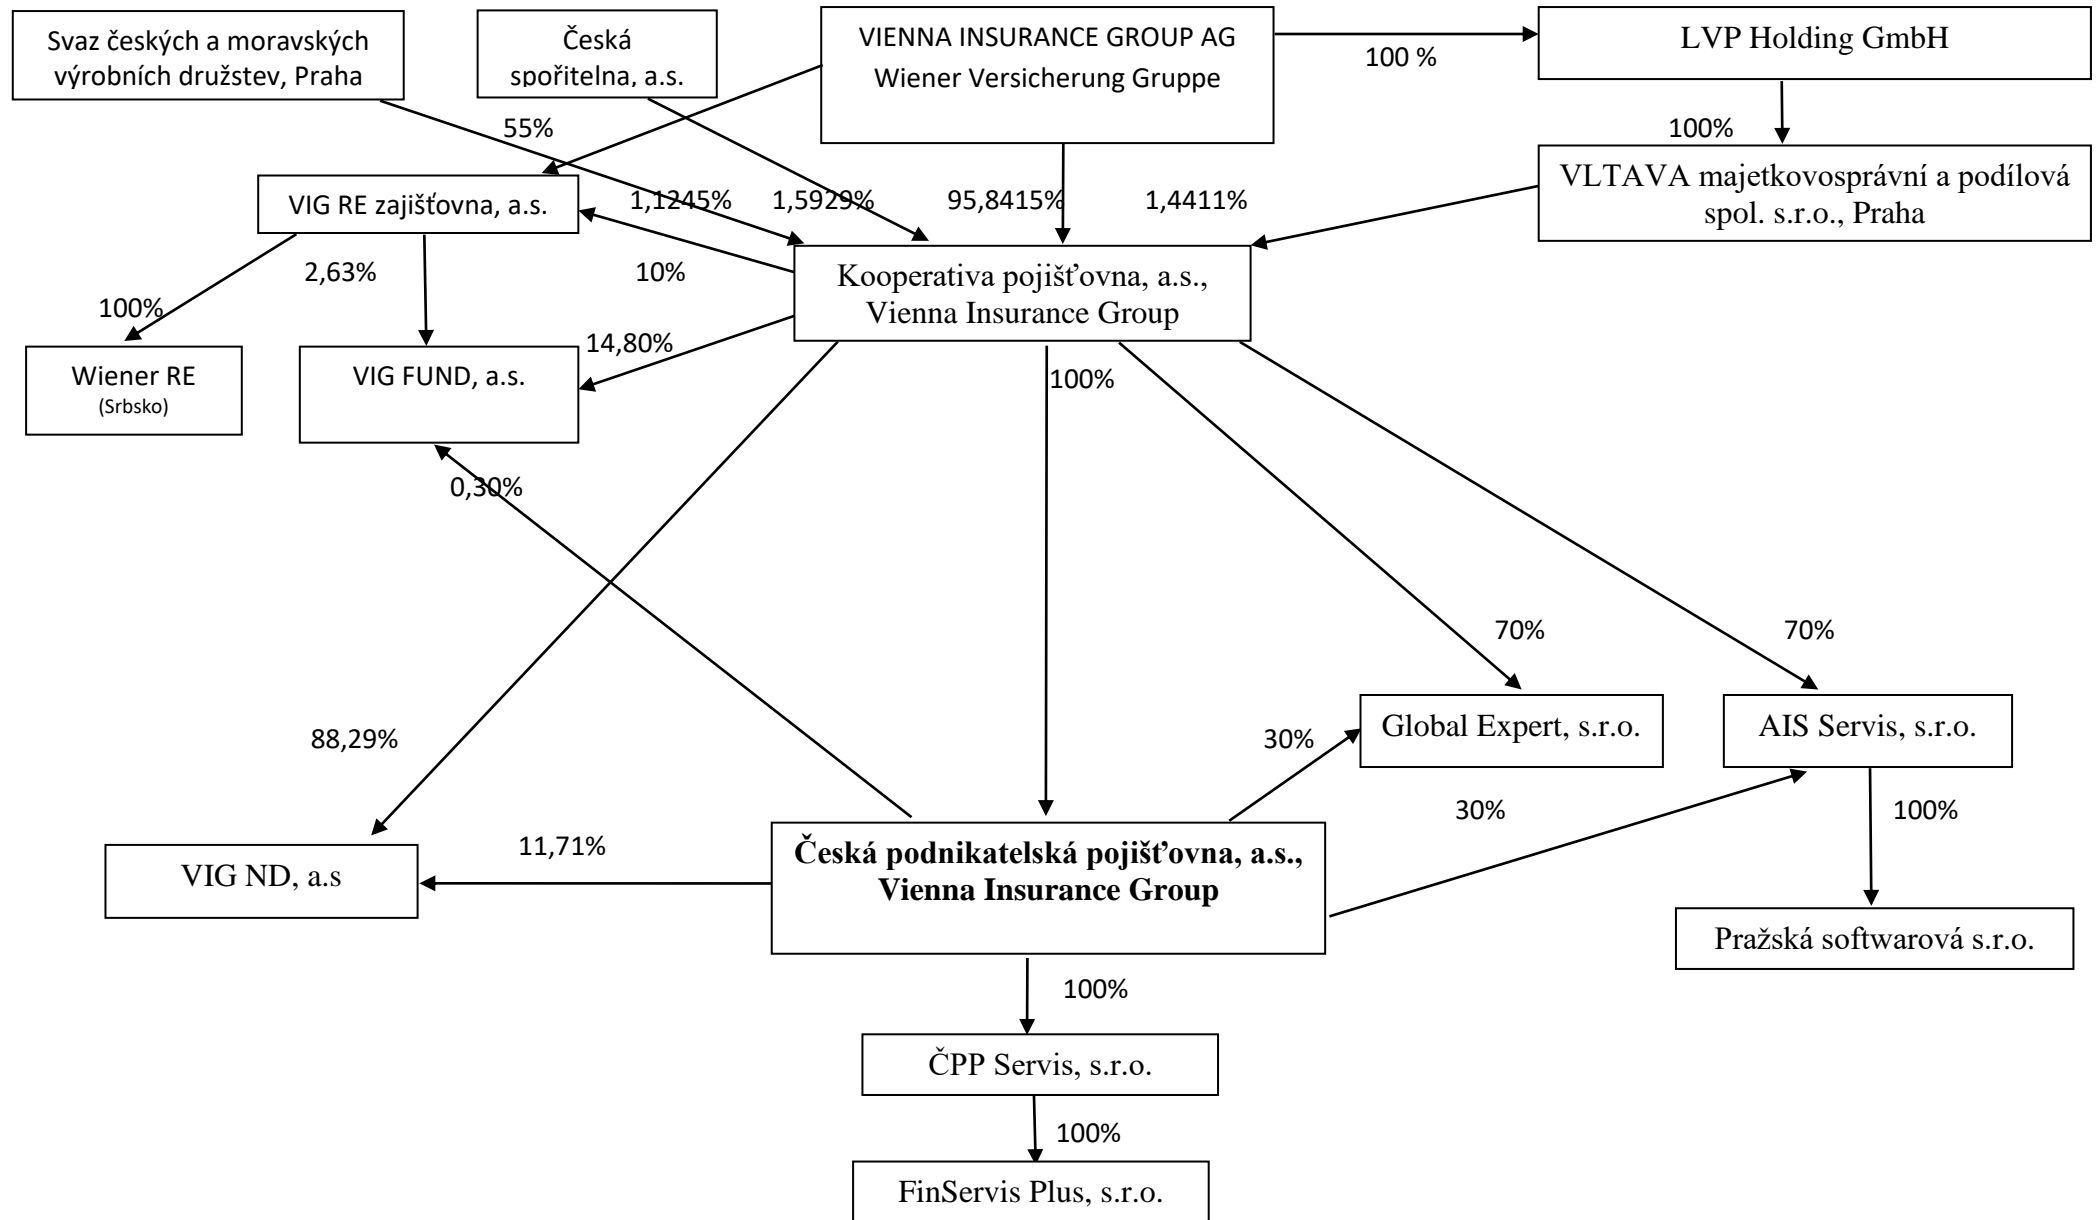 Svaz českých a moravských
výrobních družstev, Praha
Česká
spořitelna, a.s.
VIENNA INSURANCE GROUP AG
Wiener Versicherung Gruppe
100 %
LVP Holding GmbH
55%
100%
VLTAVA majetkovosprávní a podílová
spol. s.r.o., Praha
VIG RE zajišťovna, a.s.
1,1245%
1,5929%
95,8415%
1,4411%
2,63%
10%
Kooperativa pojišťovna, a.s.,
Vienna Insurance Group
100%
14,80%
Wiener RE
(Srbsko)
VIG FUND, a.s.
100%
0,30%
70%
70%
88,29%
30%
Global Expert, s.r.o.
AIS Servis, s.r.o.
30%
100%
11,71%
VIG ND, a.s
Česká podnikatelská pojišťovna, a.s.,
Vienna Insurance Group
Pražská softwarová s.r.o.
100%
ČPP Servis, s.r.o.
100%
FinServis Plus, s.r.o.